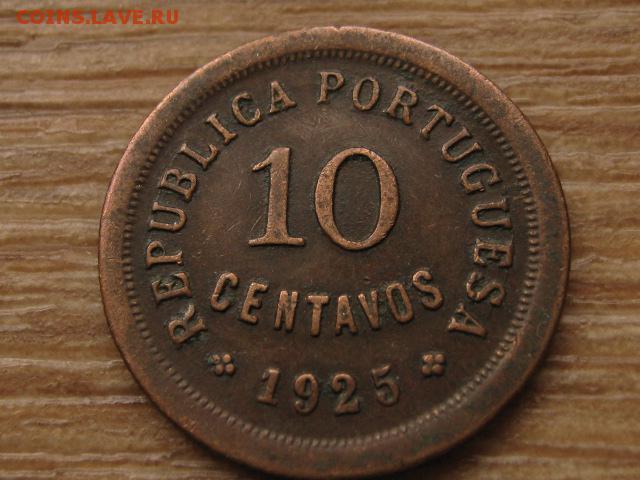 COINS.LAVE.RU
REPUBLICA PORTUGUESA
10
CENTAVOS
1925